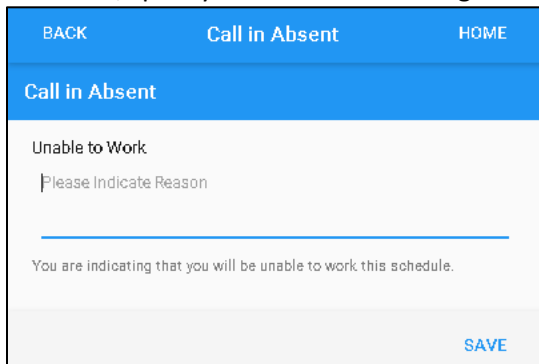 BACK Call in Absent HOME
Call in Absent
Unable to Work
Please Indicate Reason
You are indicating that you will be unable to work this schedule.
SAVE